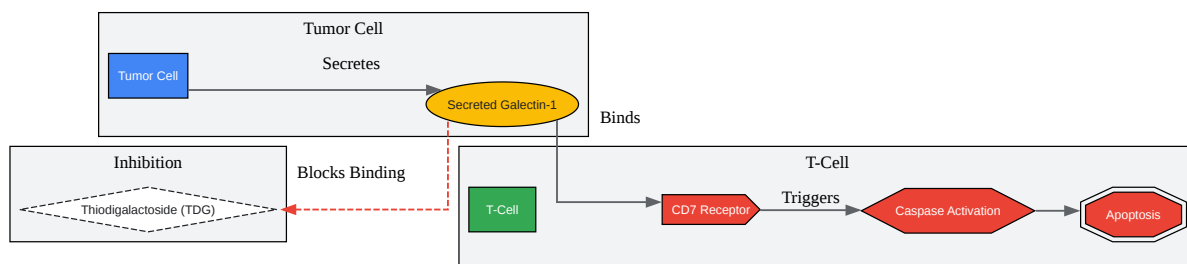 Tumor Cell
Tumor Cell
Secretes
Secreted Galectin-1
Binds
Inhibition
Blocks Binding
Thiodigalactoside (TDG)
T-Cell
T-Cell
CD7 Receptor
Triggers
Caspase Activation
Apoptosis